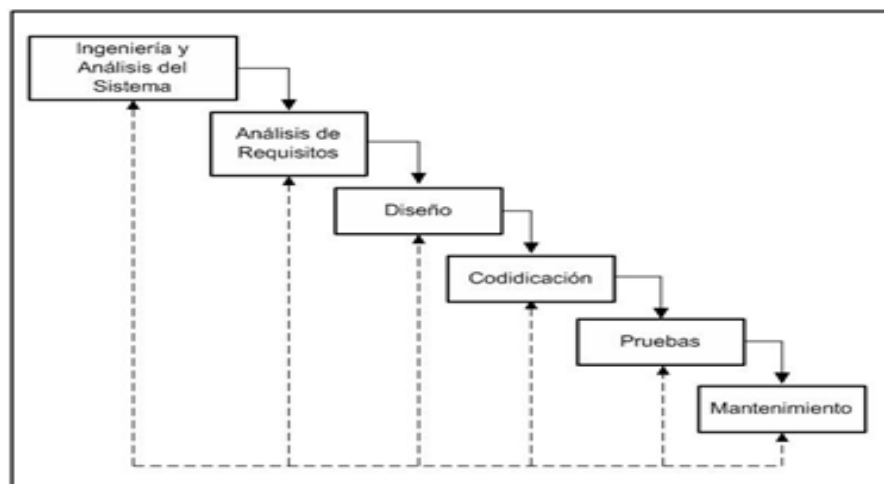 Ingeniería y
Análisis del
Sistema
Análisis de
Requisitos
Diseño
Codidicación
Pruebas
Mantenimiento